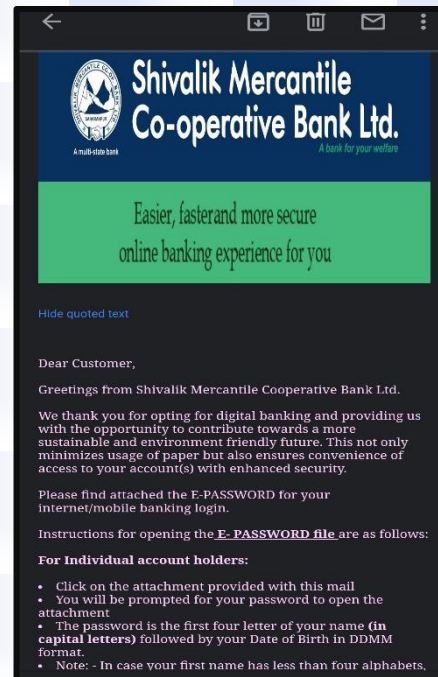 Shivalik Mercantile
Co-operative Bank Ltd.
A multi-state bank
A bank for your welfare
Easier, fasterand more secure
online banking experience for you
Hide quoted text
Dear Customer,
Greetings from Shivalik Mercantile Cooperative Bank Ltd.
We thank you for opting for digital banking and providing us
with the opportunity to contribute towards a more
sustainable and environment friendly future. This not only
minimizes usage of paper but also ensures convenience of
access to your account(s) with enhanced security.
Please find attached the E-PASSWORD for your
internet/mobile banking login.
Instructions for opening the E- PASSWORD file are as follows:
For Individual account holders:
• Click on the attachment provided with this mail
• You will be prompted for your password to open the
attachment
• The password is the first four letter of your name (in
capital letters) followed by your Date of Birth in DDMM
format.
• Note: - In case your first name has less than four alphabets,